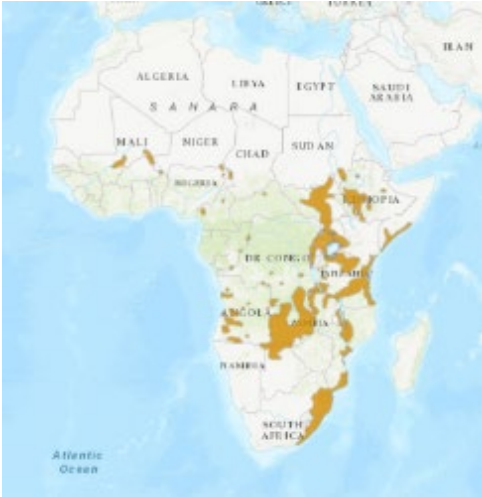 TURKEY
IRAN
ALGERIA
LIBYA
EGYPT
SAUDI
ARABIA
SAHARA
MALI
NIGER
CHAD
SUDAN
NIGERIA
ETHIOPIA
DR CONGO
TANZANIA
ANGOLA
ZAMBIA
NAMIBIA
SOUTH
AFRICA
Atlantic
Ocean